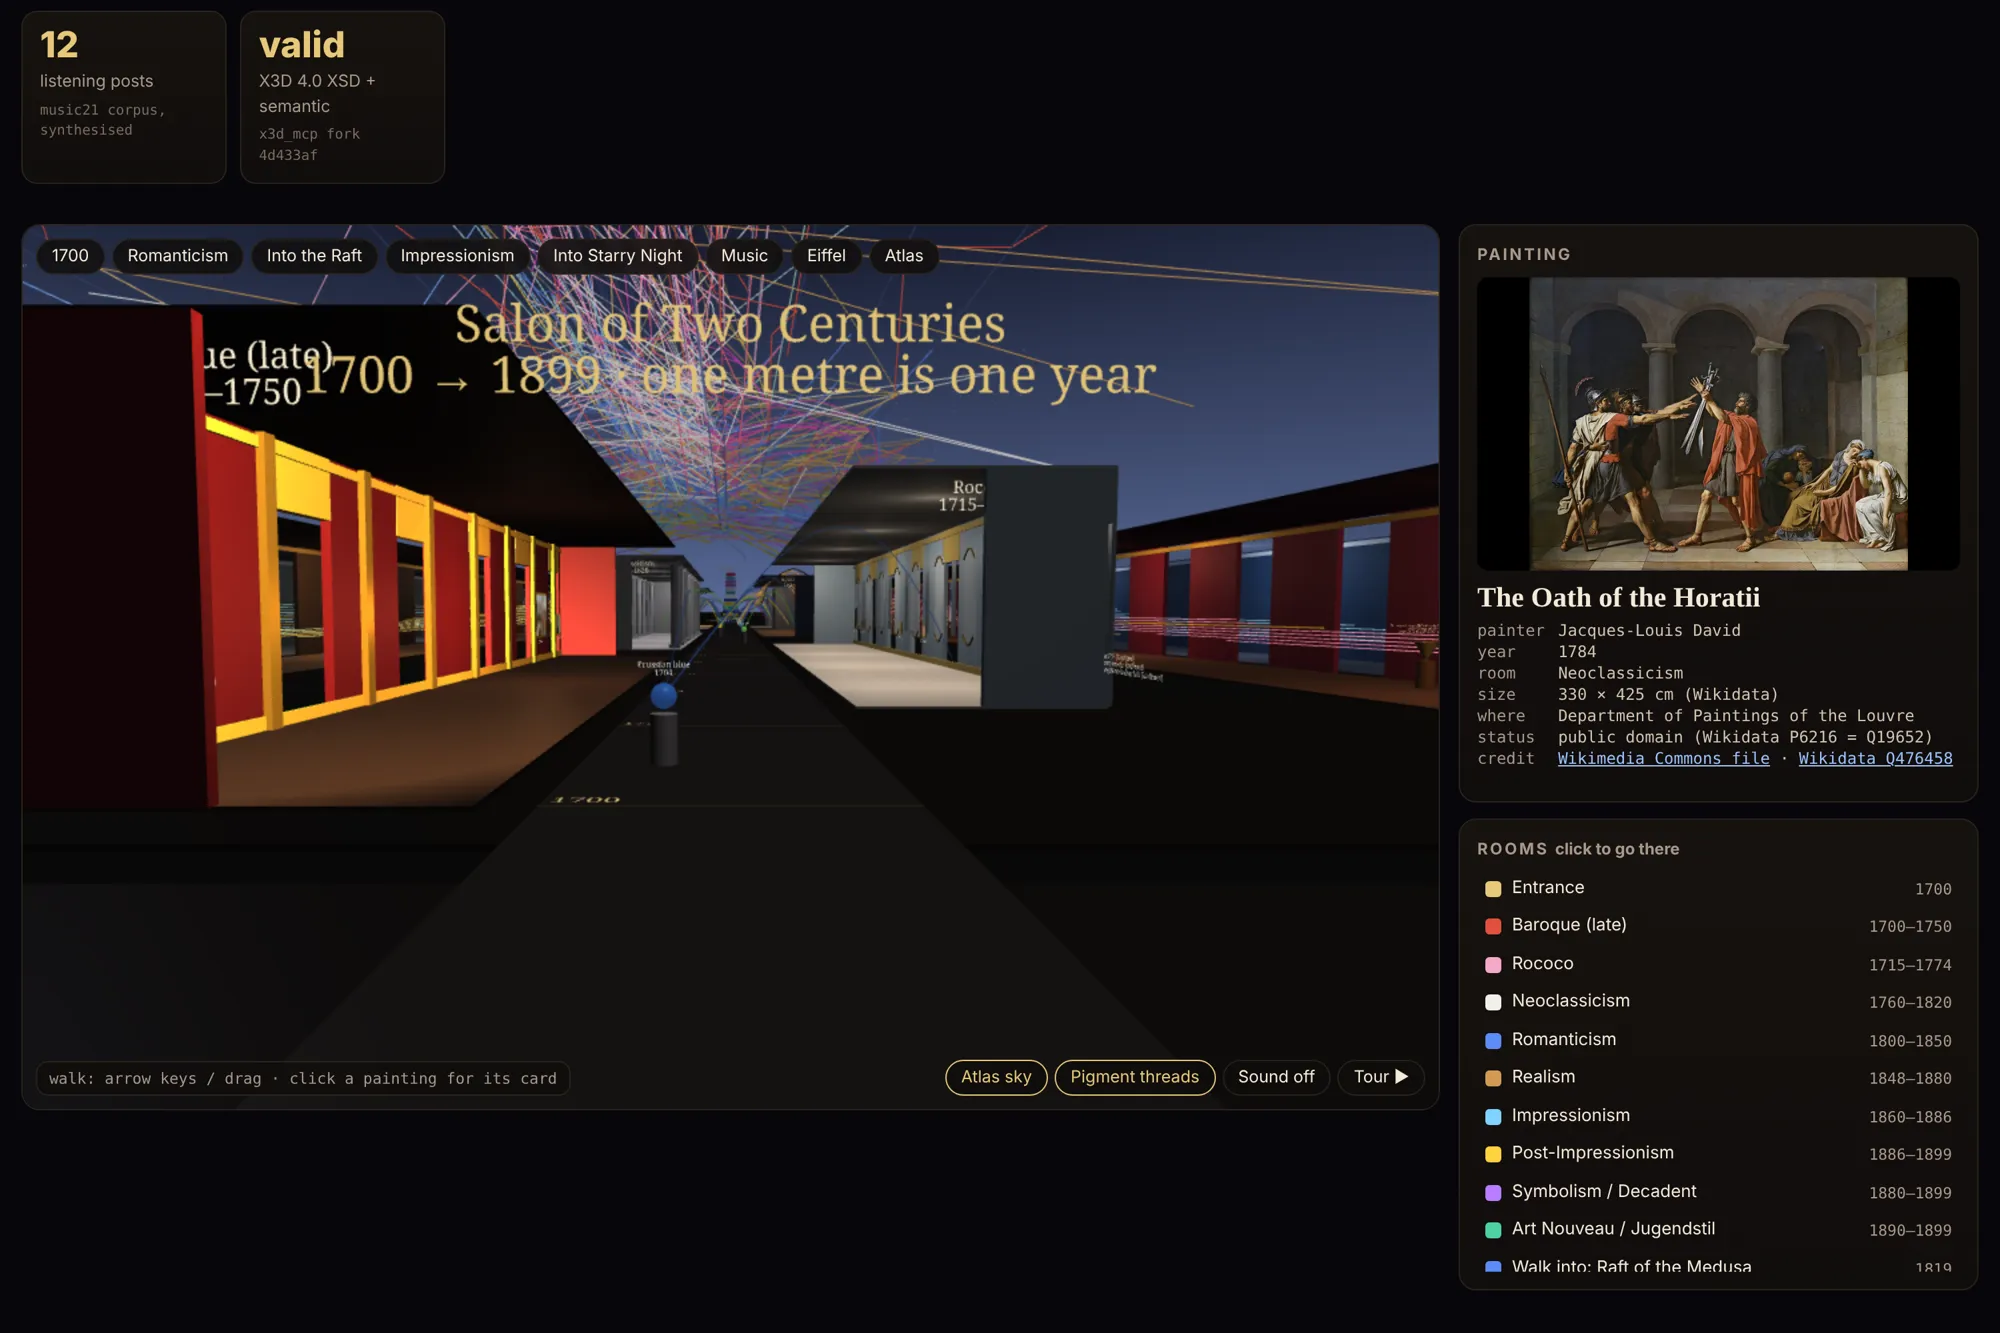 12
listening posts
music21 corpus,
synthesised
valid
X3D 4.0 XSD +
semantic
x3d_mcp fork
4d433af
1700
Romanticism
Into the Raft
Impressionism
Into Starry Night
Music
Eiffel
Atlas
Salon of Two Centuries
1700 → 1899 · one metre is one year
ue (late)
–1750
Roc
1715–
Prussian blue
1704
1700
walk: arrow keys / drag · click a painting for its card
Atlas sky
Pigment threads
Sound off
Tour ▶
PAINTING
The Oath of the Horatii
painter Jacques-Louis David
year 1784
room Neoclassicism
size 330 × 425 cm (Wikidata)
where Department of Paintings of the Louvre
status public domain (Wikidata P6216 = Q19652)
credit Wikimedia Commons file · Wikidata Q476458
ROOMS click to go there
Entrance 1700
Baroque (late) 1700–1750
Rococo 1715–1774
Neoclassicism 1760–1820
Romanticism 1800–1850
Realism 1848–1880
Impressionism 1860–1886
Post-Impressionism 1886–1899
Symbolism / Decadent 1880–1899
Art Nouveau / Jugendstil 1890–1899
Walk into: Raft of the Medusa 1819